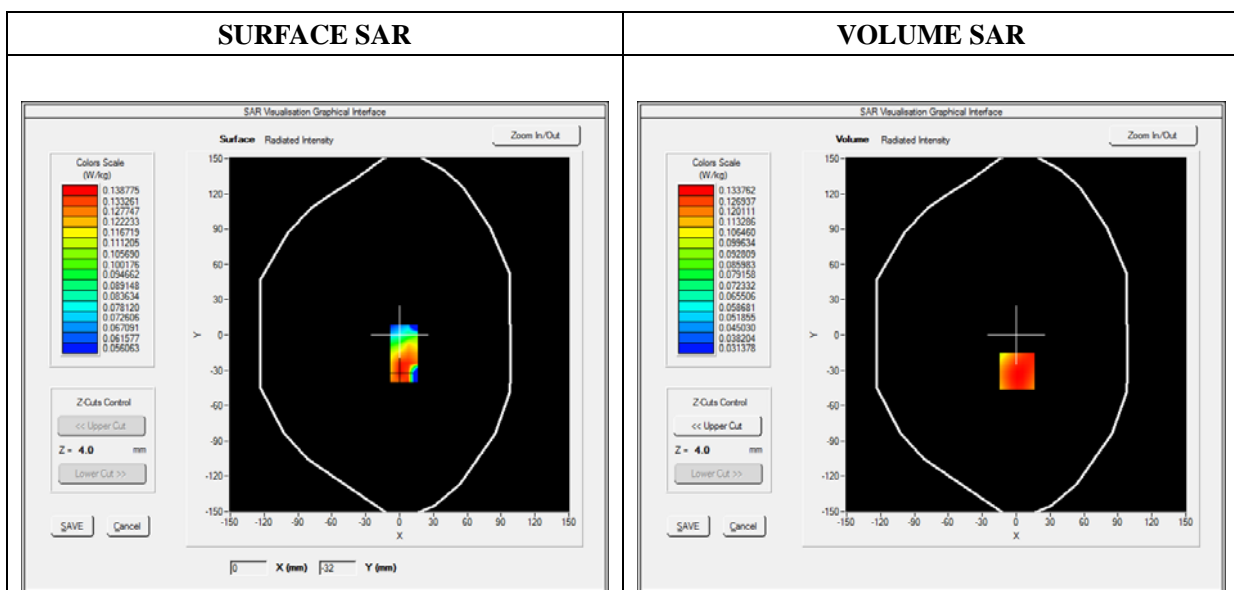 SURFACE SAR
VOLUME SAR
SAR Visualisation Graphical Interface
Surface Radiated Intensity
Zoom In/Out
Colors Scale
(W/kg)
0.138775
0.133261
0.127747
0.122233
0.116719
0.111205
0.105690
0.100176
0.094662
0.089148
0.083634
0.078120
0.072606
0.067091
0.061577
0.056063
Z-Cuts Control
<< Upper Cut
Z = 4.0 mm
Lower Cut >>
SAVE Cancel
150
120
90
60
30
0
-30
-60
-90
-120
-150
Y
-150 -120 -90 -60 -30 0 30 60 90 120 150
X
0 X (mm) -32 Y (mm)
SAR Visualisation Graphical Interface
Volume Radiated Intensity
Zoom In/Out
Colors Scale
(W/kg)
0.133762
0.126937
0.120111
0.113286
0.106460
0.099634
0.092809
0.085983
0.079158
0.072332
0.065506
0.058681
0.051855
0.045030
0.038204
0.031378
Z-Cuts Control
<< Upper Cut
Z = 4.0 mm
Lower Cut >>
SAVE Cancel
150
120
90
60
30
0
-30
-60
-90
-120
-150
Y
-150 -120 -90 -60 -30 0 30 60 90 120 150
X